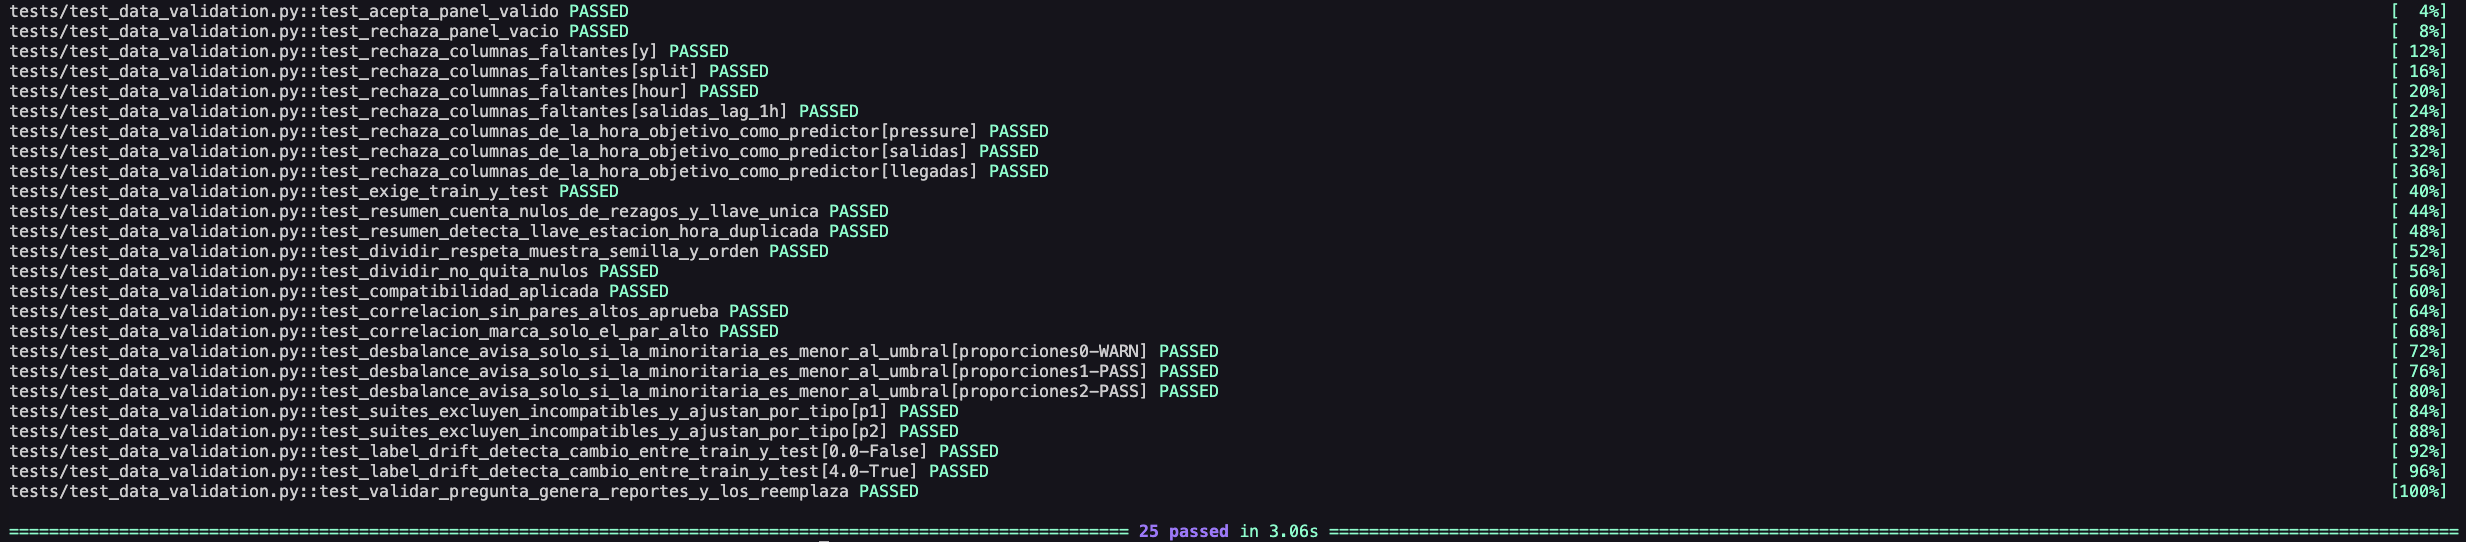 tests/test_data_validation.py::test_acepta_panel_valido PASSED [  4%]
tests/test_data_validation.py::test_rechaza_panel_vacio PASSED [  8%]
tests/test_data_validation.py::test_rechaza_columnas_faltantes[y] PASSED [ 12%]
tests/test_data_validation.py::test_rechaza_columnas_faltantes[split] PASSED [ 16%]
tests/test_data_validation.py::test_rechaza_columnas_faltantes[hour] PASSED [ 20%]
tests/test_data_validation.py::test_rechaza_columnas_faltantes[salidas_lag_1h] PASSED [ 24%]
tests/test_data_validation.py::test_rechaza_columnas_de_la_hora_objetivo_como_predictor[pressure] PASSED [ 28%]
tests/test_data_validation.py::test_rechaza_columnas_de_la_hora_objetivo_como_predictor[salidas] PASSED [ 32%]
tests/test_data_validation.py::test_rechaza_columnas_de_la_hora_objetivo_como_predictor[llegadas] PASSED [ 36%]
tests/test_data_validation.py::test_exige_train_y_test PASSED [ 40%]
tests/test_data_validation.py::test_resumen_cuenta_nulos_de_rezagos_y_llave_unica PASSED [ 44%]
tests/test_data_validation.py::test_resumen_detecta_llave_estacion_hora_duplicada PASSED [ 48%]
tests/test_data_validation.py::test_dividir_respeta_muestra_semilla_y_orden PASSED [ 52%]
tests/test_data_validation.py::test_dividir_no_quita_nulos PASSED [ 56%]
tests/test_data_validation.py::test_compatibilidad_aplicada PASSED [ 60%]
tests/test_data_validation.py::test_correlacion_sin_pares_altos_aprueba PASSED [ 64%]
tests/test_data_validation.py::test_correlacion_marca_solo_el_par_alto PASSED [ 68%]
tests/test_data_validation.py::test_desbalance_avisa_solo_si_la_minoritaria_es_menor_al_umbral[proporciones0-WARN] PASSED [ 72%]
tests/test_data_validation.py::test_desbalance_avisa_solo_si_la_minoritaria_es_menor_al_umbral[proporciones1-PASS] PASSED [ 76%]
tests/test_data_validation.py::test_desbalance_avisa_solo_si_la_minoritaria_es_menor_al_umbral[proporciones2-PASS] PASSED [ 80%]
tests/test_data_validation.py::test_suites_excluyen_incompatibles_y_ajustan_por_tipo[p1] PASSED [ 84%]
tests/test_data_validation.py::test_suites_excluyen_incompatibles_y_ajustan_por_tipo[p2] PASSED [ 88%]
tests/test_data_validation.py::test_label_drift_detecta_cambio_entre_train_y_test[0.0-False] PASSED [ 92%]
tests/test_data_validation.py::test_label_drift_detecta_cambio_entre_train_y_test[4.0-True] PASSED [ 96%]
tests/test_data_validation.py::test_validar_pregunta_genera_reportes_y_los_reemplaza PASSED [100%]
25 passed in 3.06s